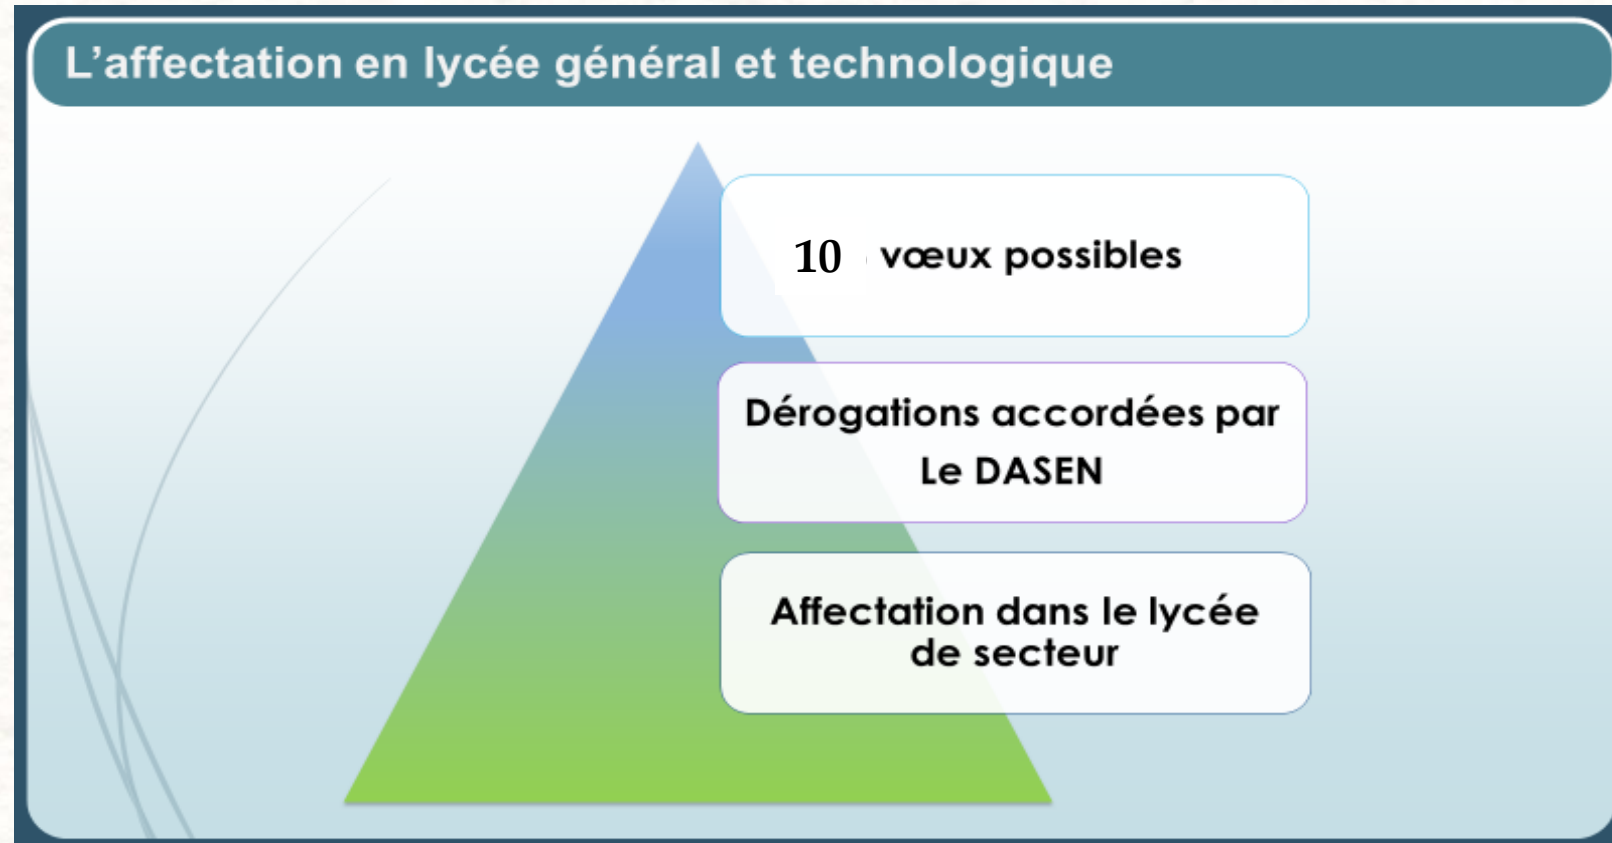 L’affectation en lycée général et technologique
10 vœux possibles
Dérogations accordées par
Le DASEN
Affectation dans le lycée
de secteur